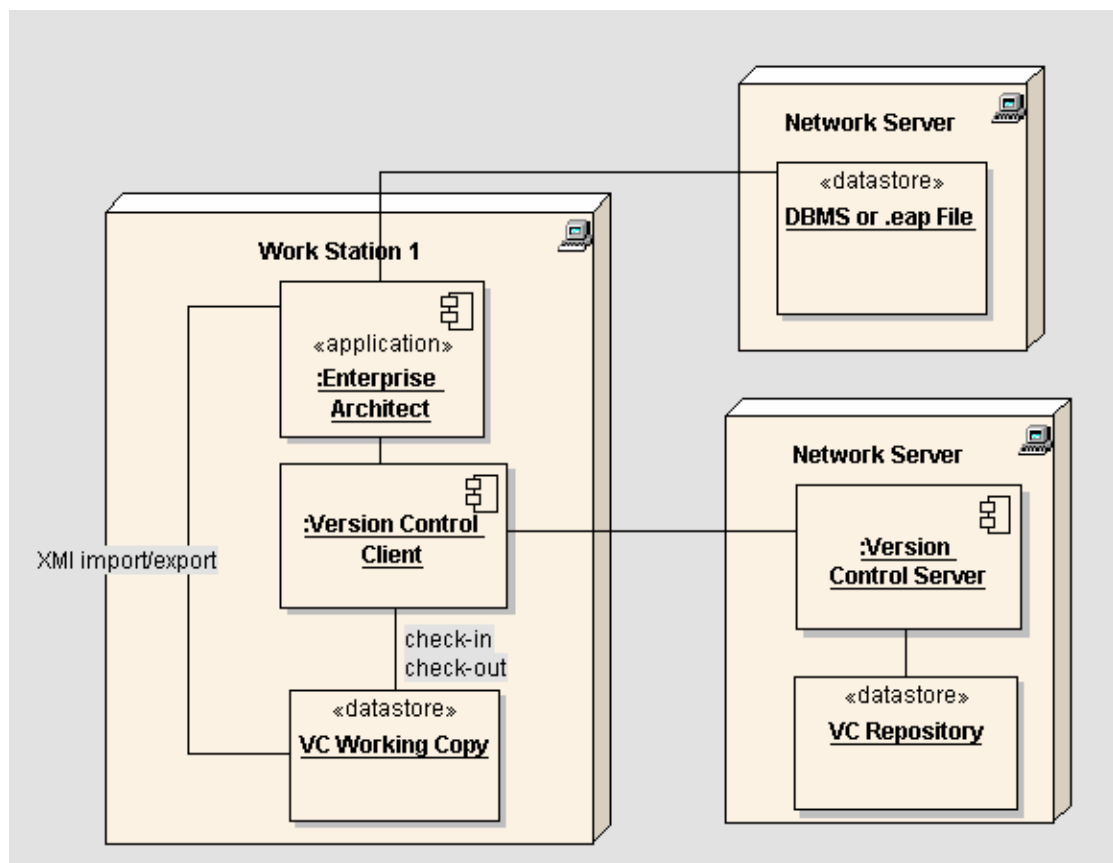 Network Server
«datastore»
DBMS or .eap File
Work Station 1
«application»
:Enterprise
Architect
Network Server
:Version Control
Client
:Version
Control Server
XMI import/export
check-in
check-out
«datastore»
VC Working Copy
«datastore»
VC Repository